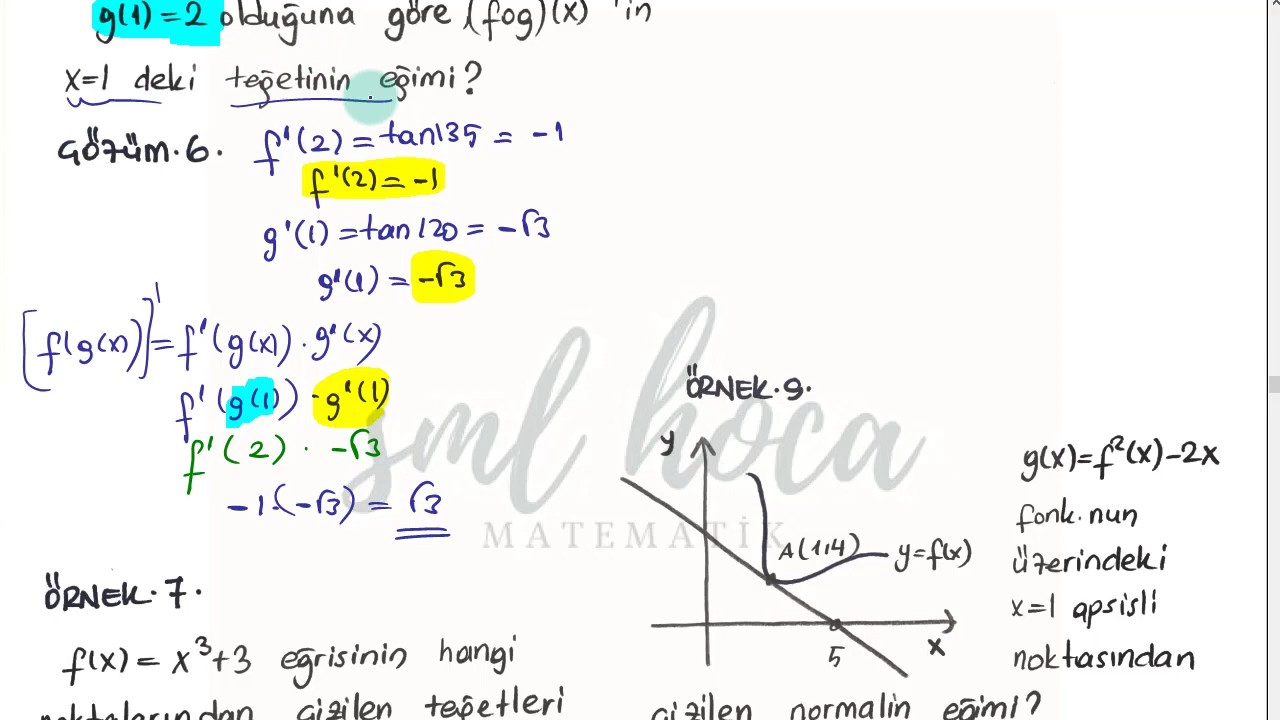 g(1)=2 olduğuna göre (fog)(x) 'in
x=1 deki teğetinin eğimi?
ÇÖZÜM.6. f'(2)=tan135 = -1
f'(2)=-1
g'(1)=tan120=-√3
g'(1) = -√3
[f(g(x))]'=f'(g(x)).g'(x)
f'(g(1)).g'(1)
f'(2) . -√3
-1.(-√3) = √3
ÖRNEK.7.
f(x) = x³+3 eğrisinin hangi
noktalarından çizilen teğetleri
sml hoca
MATEMATİK
ÖRNEK.9.
y
A(1,4)
y=f(x)
5
x
g(x)=f²(x)-2x
fonk.nun
üzerindeki
x=1 apsisli
noktasından
çizilen normalin eğimi?